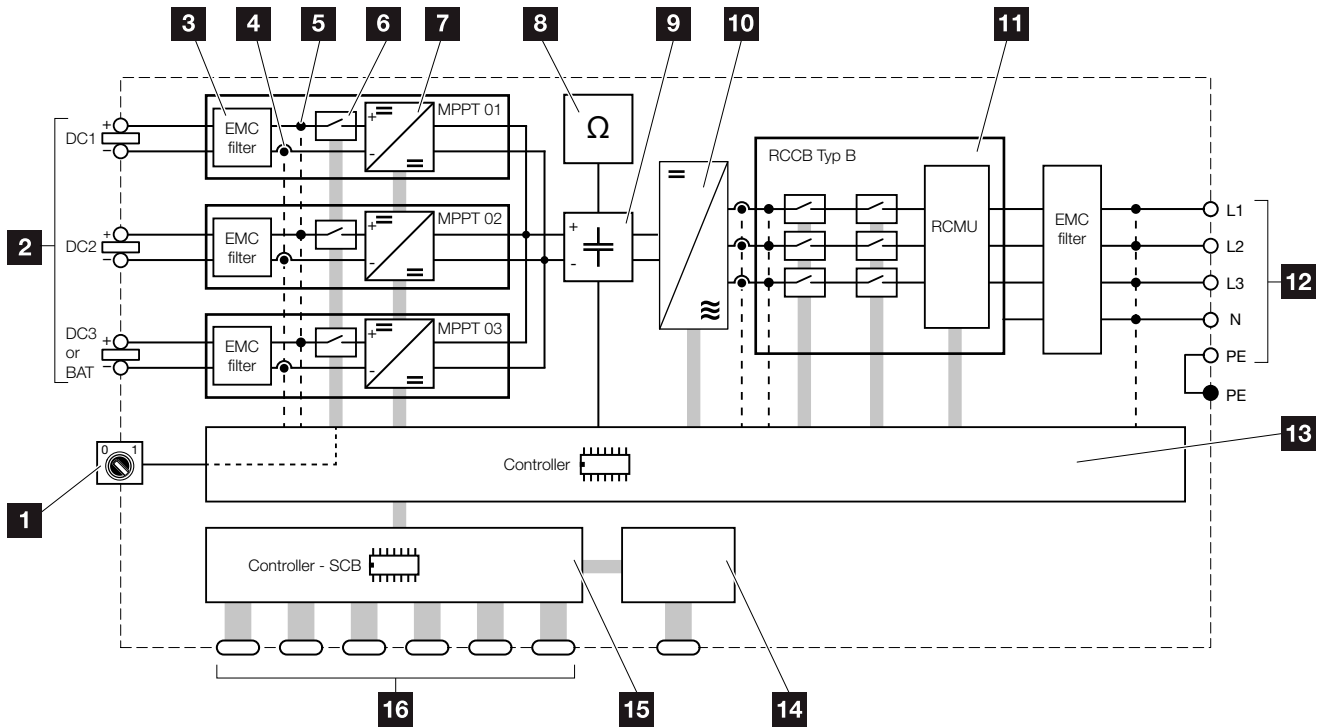 3 4 5 6 7 8 9 10 11
MPPT 01
EMC
filter
+ =
- =
DC1
+
−
Ω
RCCB Typ B
MPPT 02
EMC
filter
+ =
- =
2
DC2
+
−
+
-
=
≋
RCMU
EMC
filter
L1
L2
L3
N
PE
PE
12
MPPT 03
EMC
filter
+ =
- =
DC3
or
BAT
+
−
0 1
1
Controller
13
Controller - SCB
16 15 14